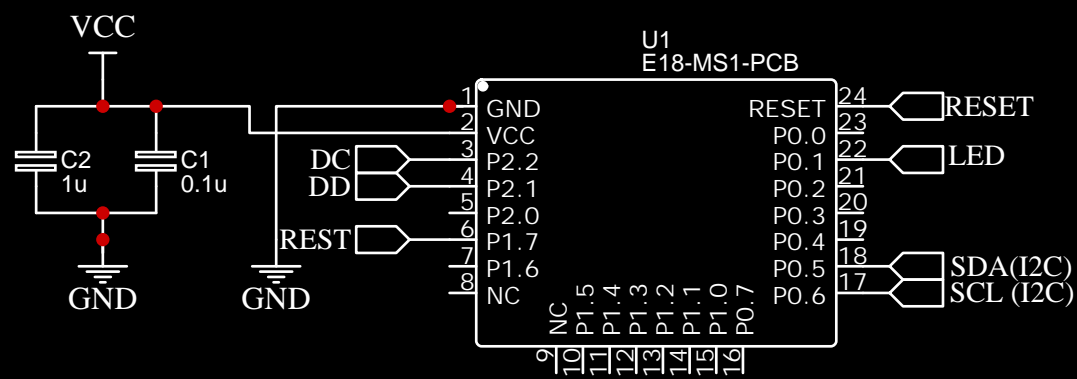 VCC
C2
1u
C1
0.1u
GND
GND
U1
E18-MS1-PCB
1 GND
2 VCC
DC 3 P2.2
DD 4 P2.1
5 P2.0
REST 6 P1.7
7 P1.6
8 NC
9 NC
10 P1.5
11 P1.4
12 P1.3
13 P1.2
14 P1.1
15 P1.0
16 P0.7
RESET 24 RESET
P0.0 23
P0.1 22 LED
P0.2 21
P0.3 20
P0.4 19
P0.5 18 SDA(I2C)
P0.6 17 SCL (I2C)